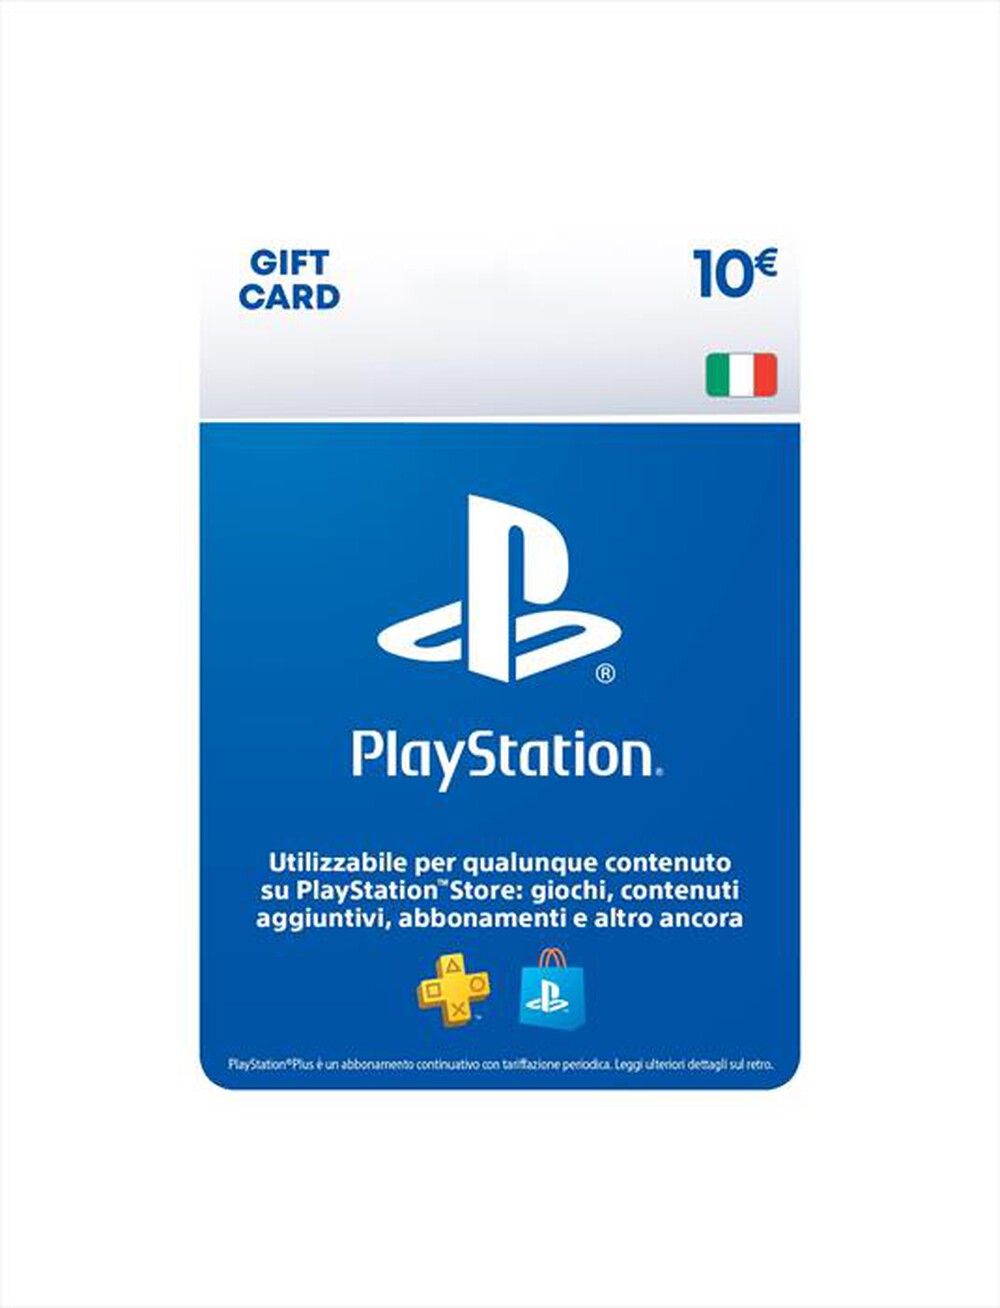 GIFT
CARD
10€
®
PlayStation®
Utilizzabile per qualunque contenuto
su PlayStation™Store: giochi, contenuti
aggiuntivi, abbonamenti e altro ancora
™
PlayStation®Plus è un abbonamento continuativo con tariffazione periodica. Leggi ulteriori dettagli sul retro.